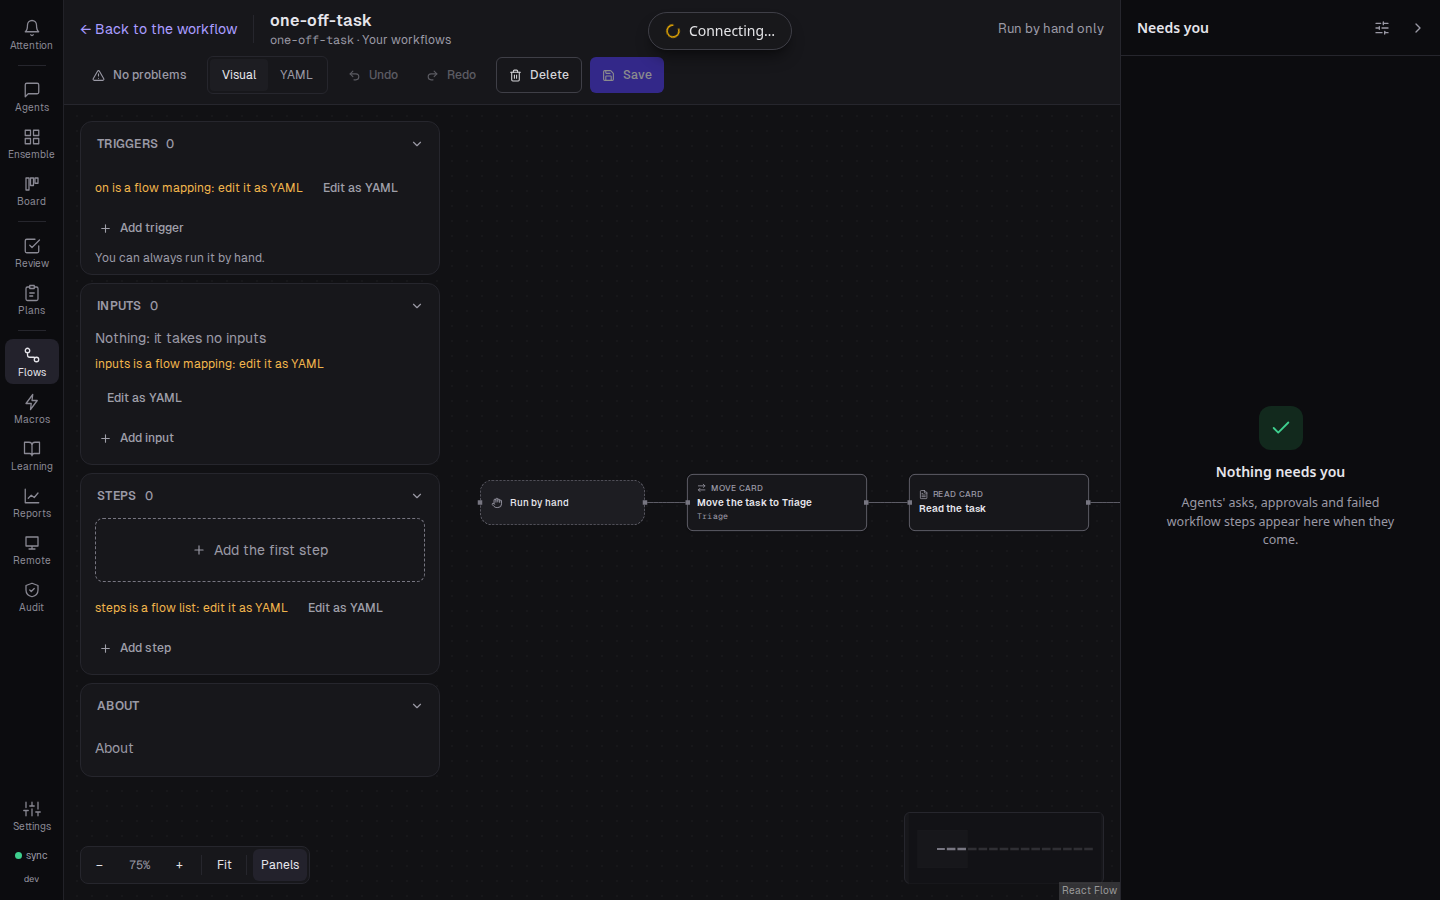 Attention
Agents
Ensemble
Board
Review
Plans
Flows
Macros
Learning
Reports
Remote
Audit
Settings
sync
dev
← Back to the workflow
one-off-task
one-off-task · Your workflows
Connecting...
Run by hand only
No problems
Visual
YAML
Undo
Redo
Delete
Save
TRIGGERS 0
on is a flow mapping: edit it as YAML
Edit as YAML
+ Add trigger
You can always run it by hand.
INPUTS 0
Nothing: it takes no inputs
inputs is a flow mapping: edit it as YAML
Edit as YAML
+ Add input
STEPS 0
+ Add the first step
steps is a flow list: edit it as YAML
Edit as YAML
+ Add step
ABOUT
About
− 75% +
Fit
Panels
Run by hand
MOVE CARD
Move the task to Triage
Triage
READ CARD
Read the task
React Flow
Needs you
Nothing needs you
Agents' asks, approvals and failed
workflow steps appear here when they
come.